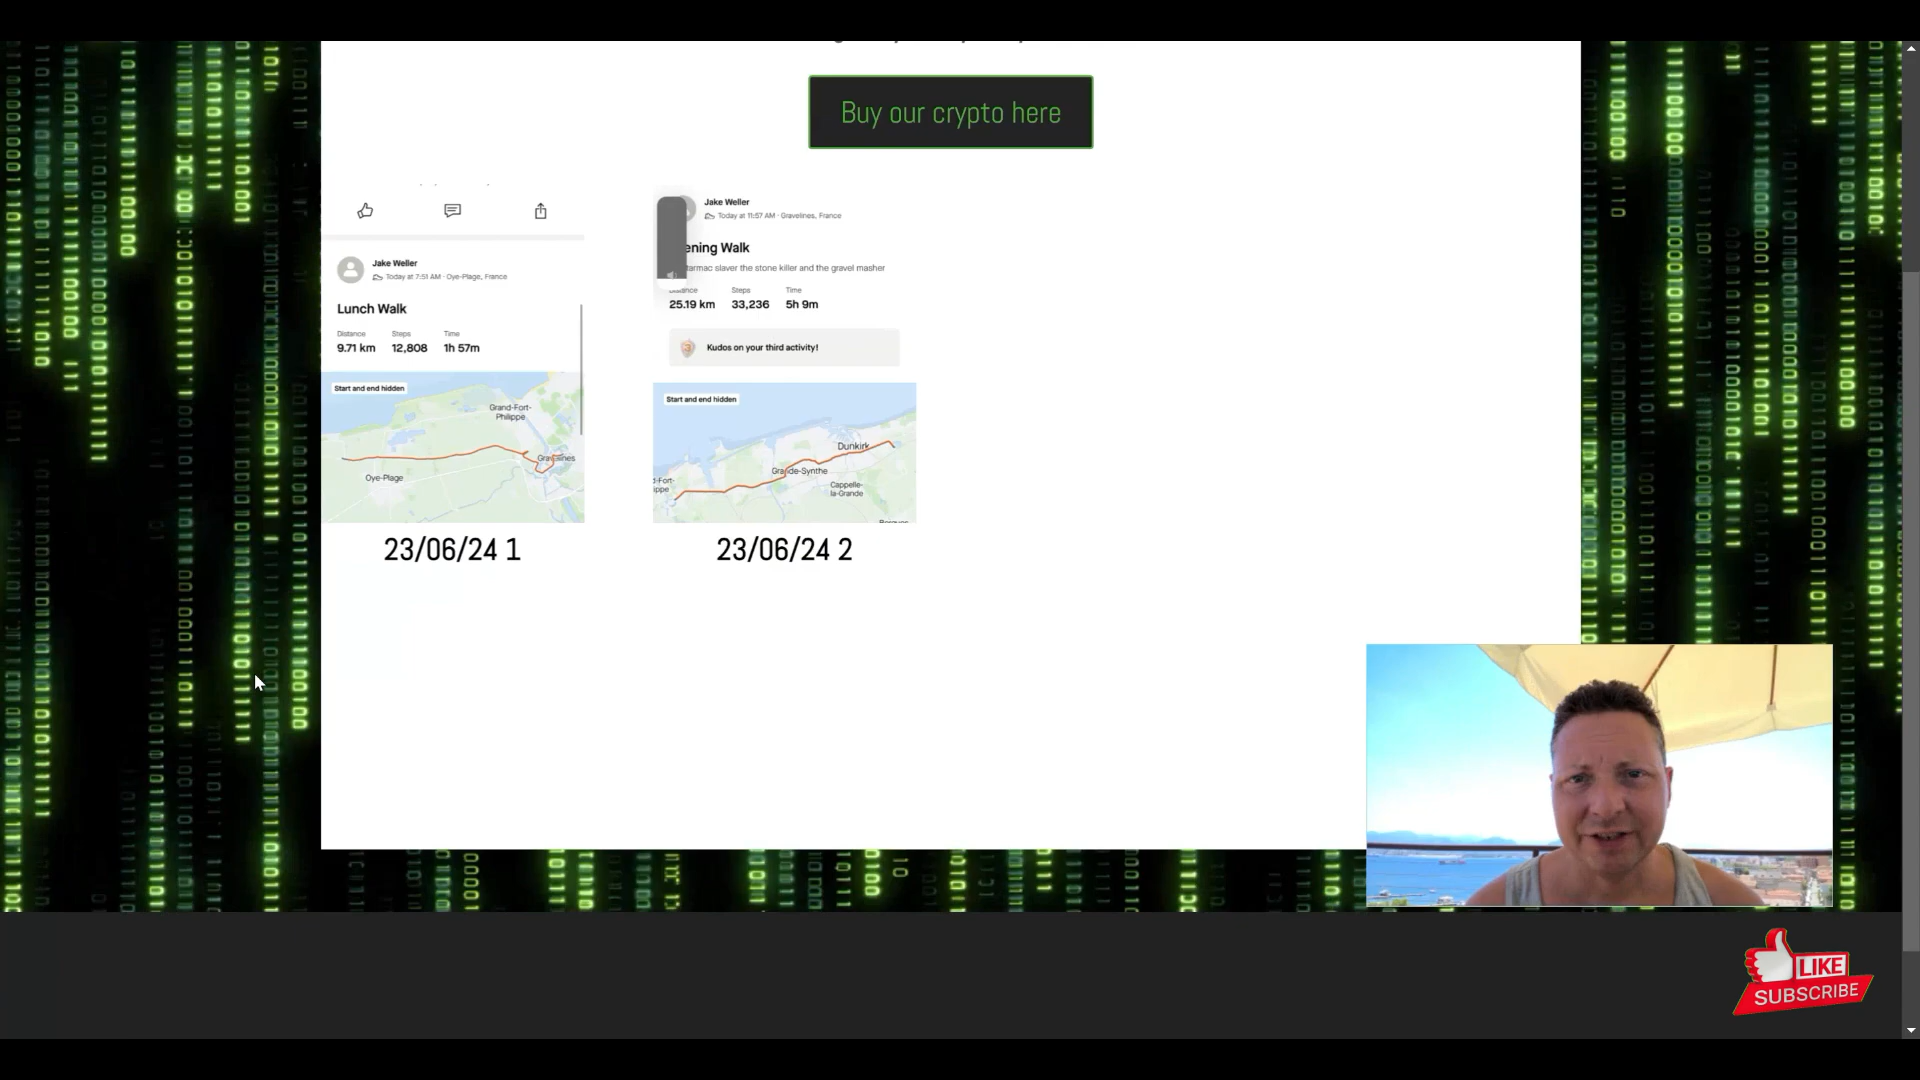 Buy our crypto here
Jake Weller
Today at 7:51 AM · Oye-Plage, France
Lunch Walk
Distance Steps Time
9.71 km 12,808 1h 57m
Start and end hidden
Grand-Fort-
Philippe
Gravelines
Oye-Plage
23/06/24 1
Jake Weller
Today at 11:57 AM · Gravelines, France
ening Walk
slaver the stone killer and the gravel masher
Distance Steps Time
25.19 km 33,236 5h 9m
Kudos on your third activity!
Start and end hidden
Dunkirk
Grande-Synthe
d-Fort-
ippe
Cappelle-
la-Grande
23/06/24 2
LIKE
SUBSCRIBE